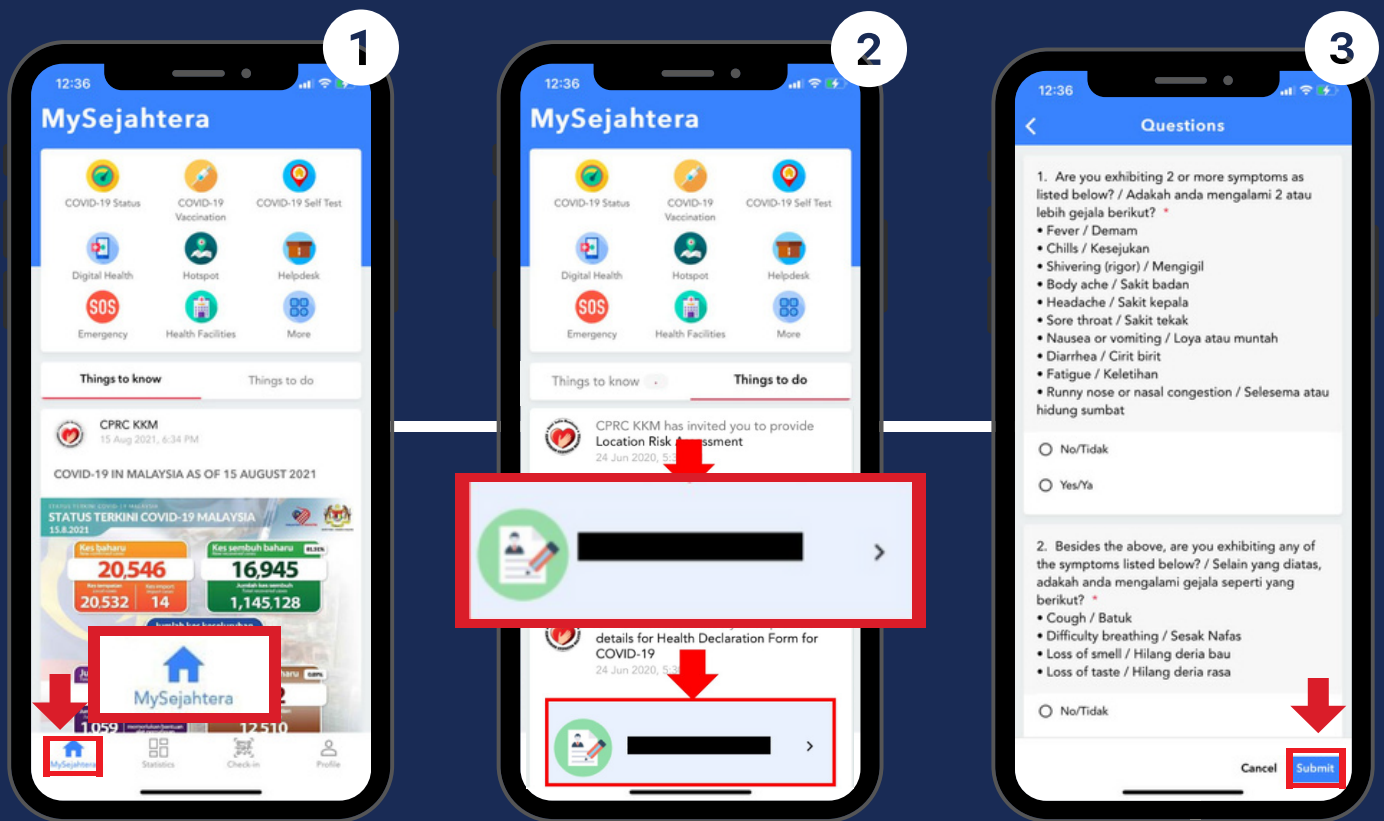 1
12:36
MySejahtera
COVID-19 Status
COVID-19
Vaccination
COVID-19 Self Test
Digital Health
Hotspot
Helpdesk
SOS
Emergency
Health Facilities
More
Things to know
Things to do
CPRC KKM
15 Aug 2021, 6:34 PM
COVID-19 IN MALAYSIA AS OF 15 AUGUST 2021
STATUS TERKINI COVID-19 MALAYSIA
15.8.2021
Kes baharu
20,546
20,532
14
Kes sembuh baharu
16,945
Jumlah kes sembuh
1,145,128
MySejahtera
1,059
12,510
MySejahtera
Statistics
Check-in
Profile
2
12:36
MySejahtera
COVID-19 Status
COVID-19
Vaccination
COVID-19 Self Test
Digital Health
Hotspot
Helpdesk
SOS
Emergency
Health Facilities
More
Things to know
Things to do
CPRC KKM has invited you to provide
Location Risk
24 Jun 2020,
details for Health Declaration Form for
COVID-19
24 Jun 2020,
3
12:36
Questions
1. Are you exhibiting 2 or more symptoms as
listed below? / Adakah anda mengalami 2 atau
lebih gejala berikut? *
• Fever / Demam
• Chills / Kesejukan
• Shivering (rigor) / Mengigil
• Body ache / Sakit badan
• Headache / Sakit kepala
• Sore throat / Sakit tekak
• Nausea or vomiting / Loya atau muntah
• Diarrhea / Cirit birit
• Fatigue / Keletihan
• Runny nose or nasal congestion / Selesema atau
hidung sumbat
No/Tidak
Yes/Ya
2. Besides the above, are you exhibiting any of
the symptoms listed below? / Selain yang diatas,
adakah anda mengalami gejala seperti yang
berikut? *
• Cough / Batuk
• Difficulty breathing / Sesak Nafas
• Loss of smell / Hilang deria bau
• Loss of taste / Hilang deria rasa
No/Tidak
Cancel
Submit